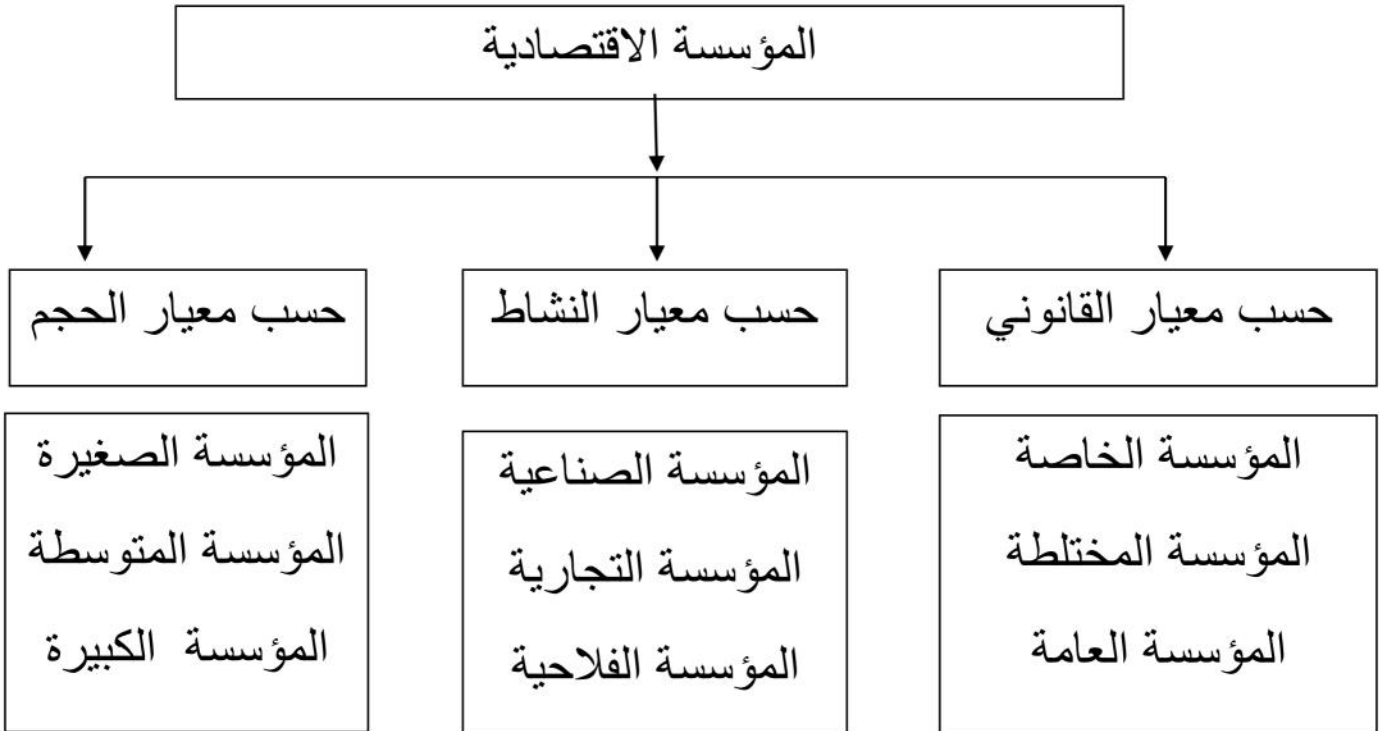 المؤسسة الاقتصادية
حسب معيار القانوني
المؤسسة الخاصة
المؤسسة المختلطة
المؤسسة العامة
حسب معيار النشاط
المؤسسة الصناعية
المؤسسة التجارية
المؤسسة الفلاحية
حسب معيار الحجم
المؤسسة الصغيرة
المؤسسة المتوسطة
المؤسسة الكبيرة